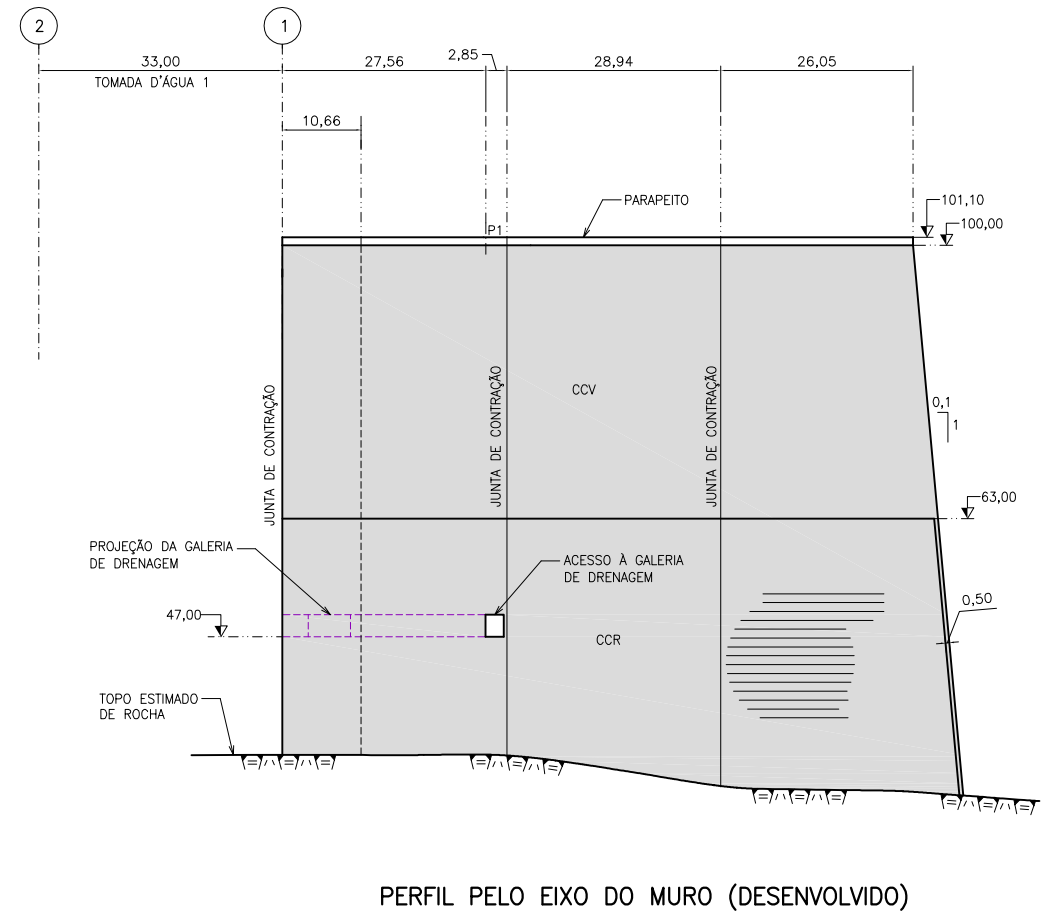 2
1
33,00
27,56
2,85
28,94
26,05
TOMADA D'ÁGUA 1
10,66
PARAPEITO
101,10
100,00
P1
JUNTA DE CONTRAÇÃO
JUNTA DE CONTRAÇÃO
JUNTA DE CONTRAÇÃO
CCV
0,1
1
63,00
PROJEÇÃO DA GALERIA
DE DRENAGEM
ACESSO À GALERIA
DE DRENAGEM
47,00
CCR
0,50
TOPO ESTIMADO
DE ROCHA
PERFIL PELO EIXO DO MURO (DESENVOLVIDO)